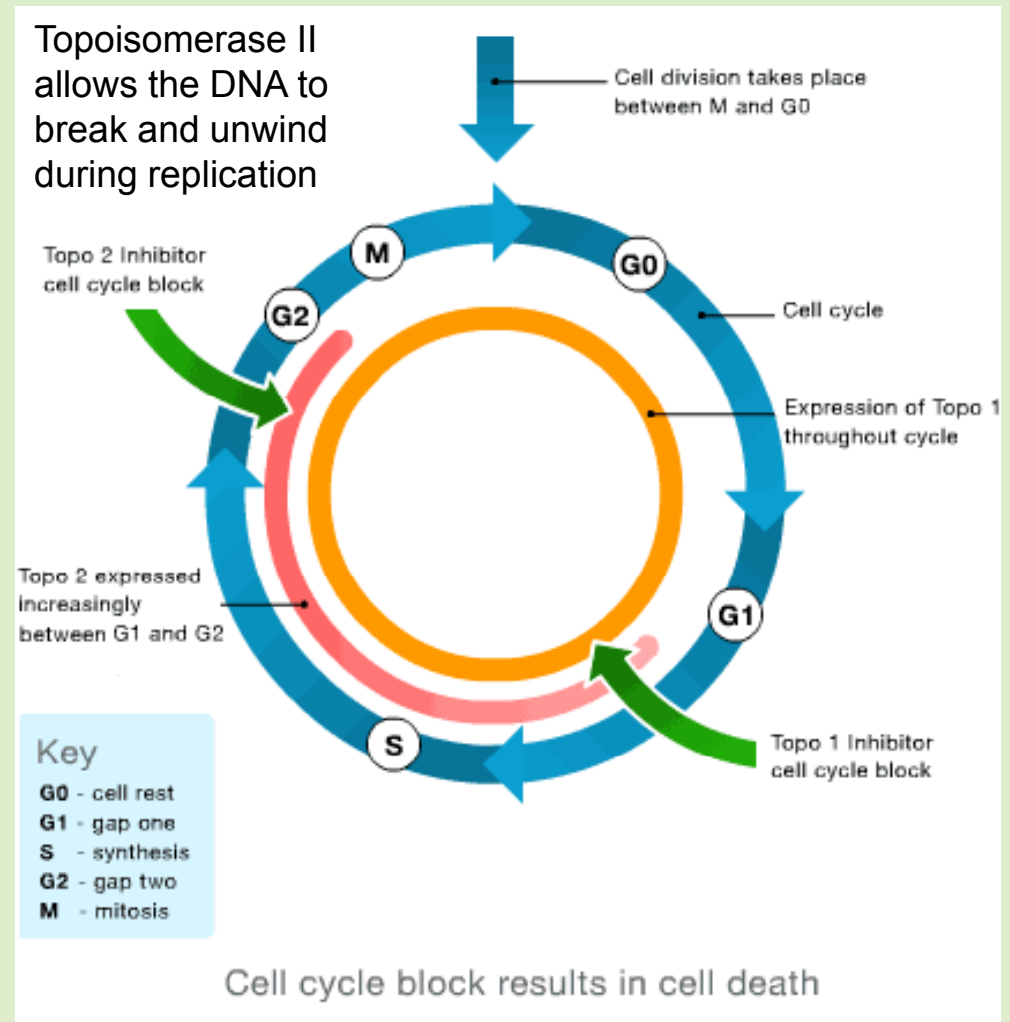 Topoisomerase II
allows the DNA to
break and unwind
during replication
Cell division takes place
between M and G0
Topo 2 Inhibitor
cell cycle block
M
G0
G2
Cell cycle
Expression of Topo 1
throughout cycle
Topo 2 expressed
increasingly
between G1 and G2
G1
S
Topo 1 Inhibitor
cell cycle block
Key
G0 - cell rest
G1 - gap one
S - synthesis
G2 - gap two
M - mitosis
Cell cycle block results in cell death